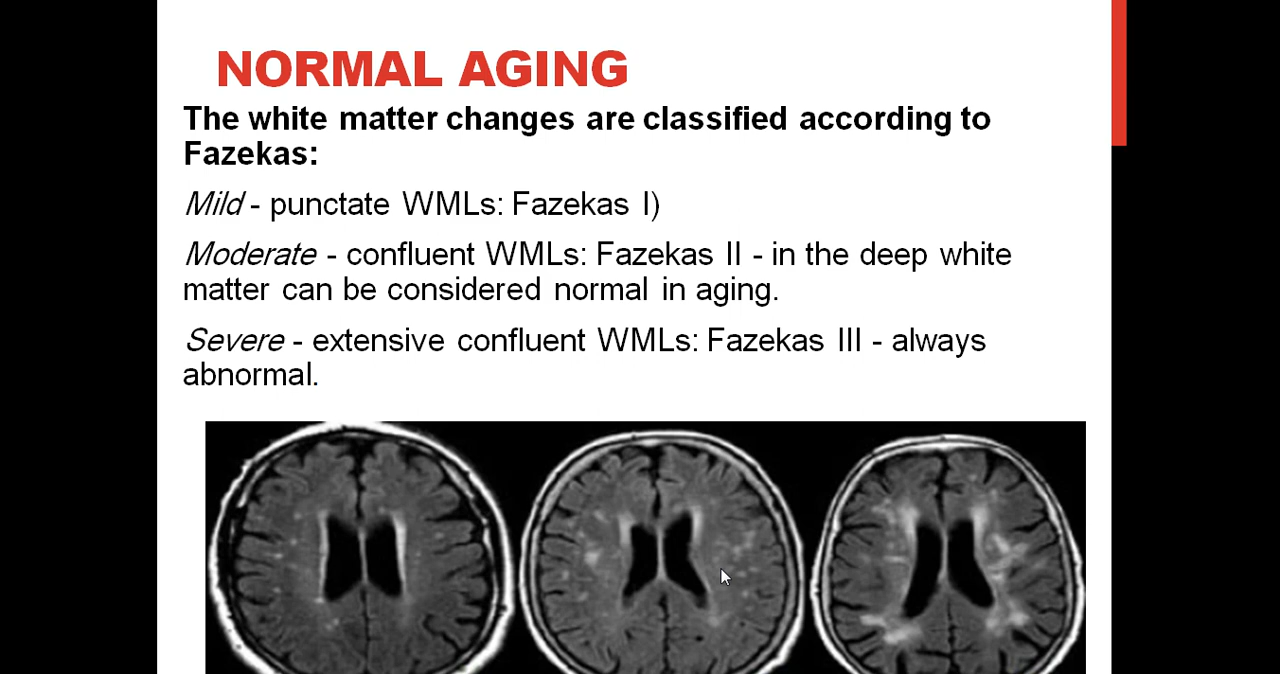 NORMAL AGING
The white matter changes are classified according to
Fazekas:
Mild - punctate WMLs: Fazekas I)
Moderate - confluent WMLs: Fazekas II - in the deep white
matter can be considered normal in aging.
Severe - extensive confluent WMLs: Fazekas III - always
abnormal.